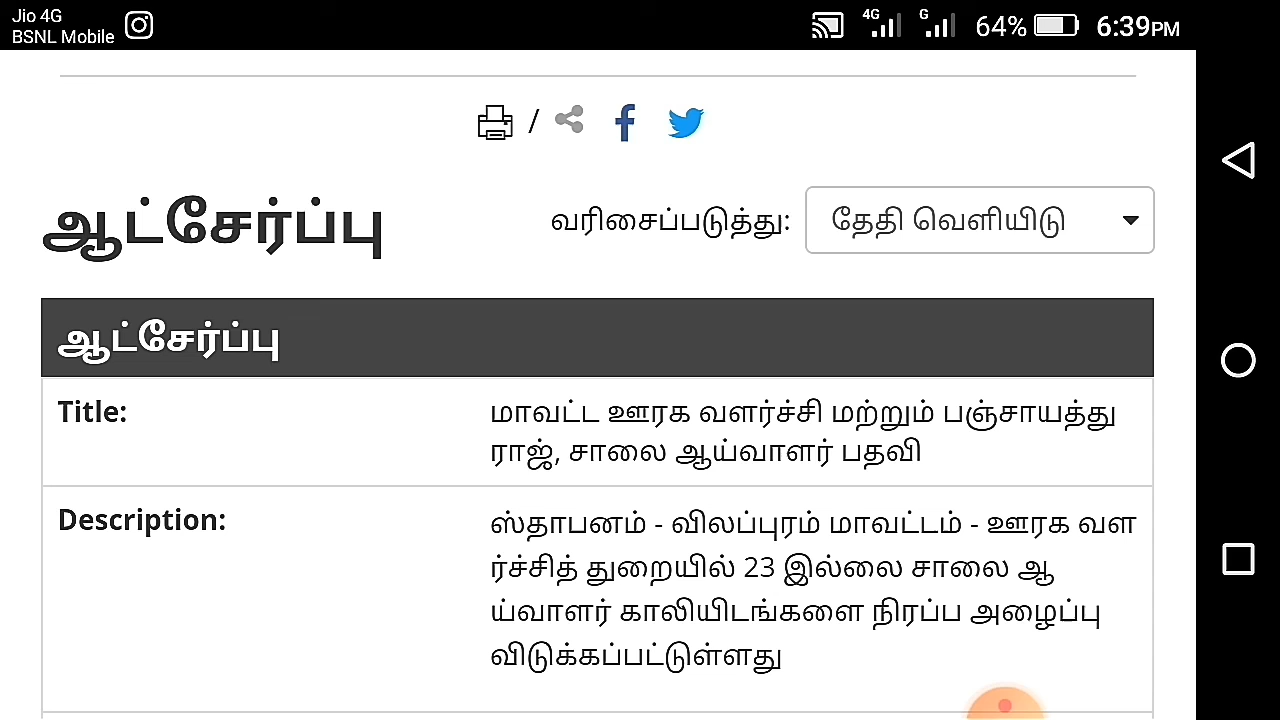 Jio 4G
BSNL Mobile
4G G 64% 6:39PM
/
ஆட்சேர்ப்பு
வரிசைப்படுத்து: தேதி வெளியிடு
ஆட்சேர்ப்பு
Title: மாவட்ட ஊரக வளர்ச்சி மற்றும் பஞ்சாயத்து
ராஜ், சாலை ஆய்வாளர் பதவி
Description: ஸ்தாபனம் - விலப்புரம் மாவட்டம் - ஊரக வள
ர்ச்சித் துறையில் 23 இல்லை சாலை ஆ
ய்வாளர் காலியிடங்களை நிரப்ப அழைப்பு
விடுக்கப்பட்டுள்ளது